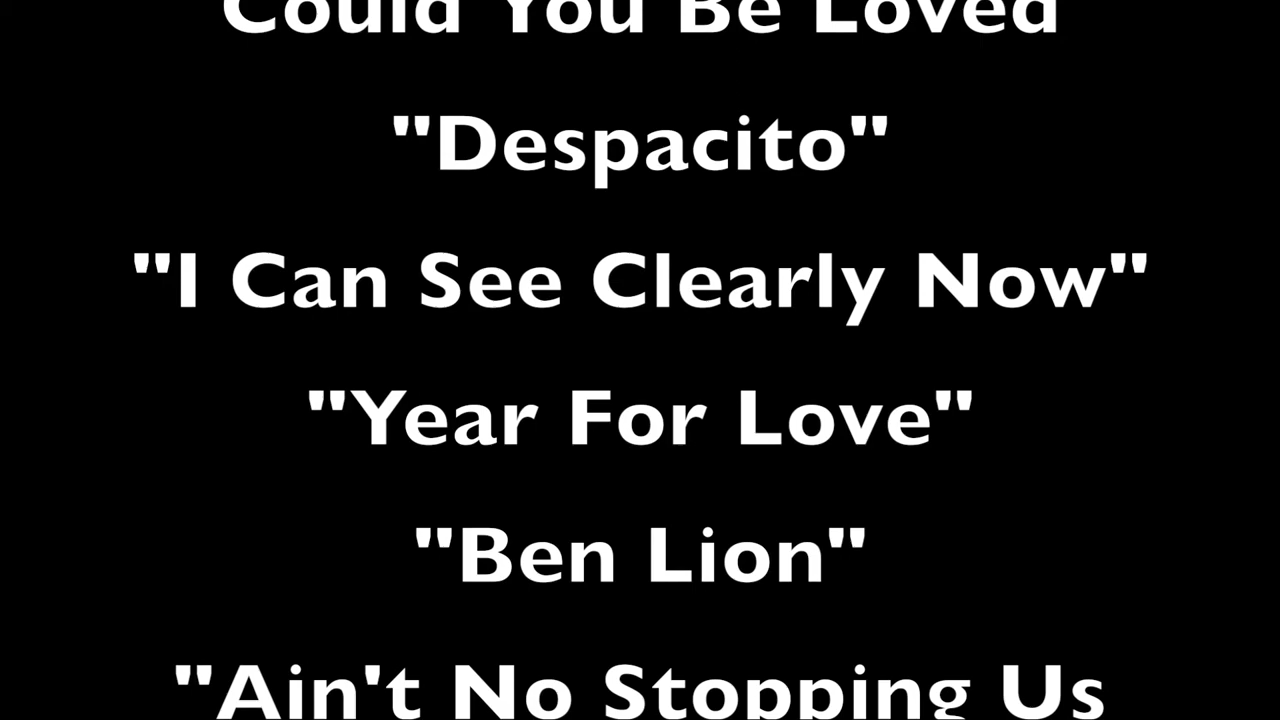 Could You Be Loved
"Despacito"
"I Can See Clearly Now"
"Year For Love"
"Ben Lion"
"Ain't No Stopping Us